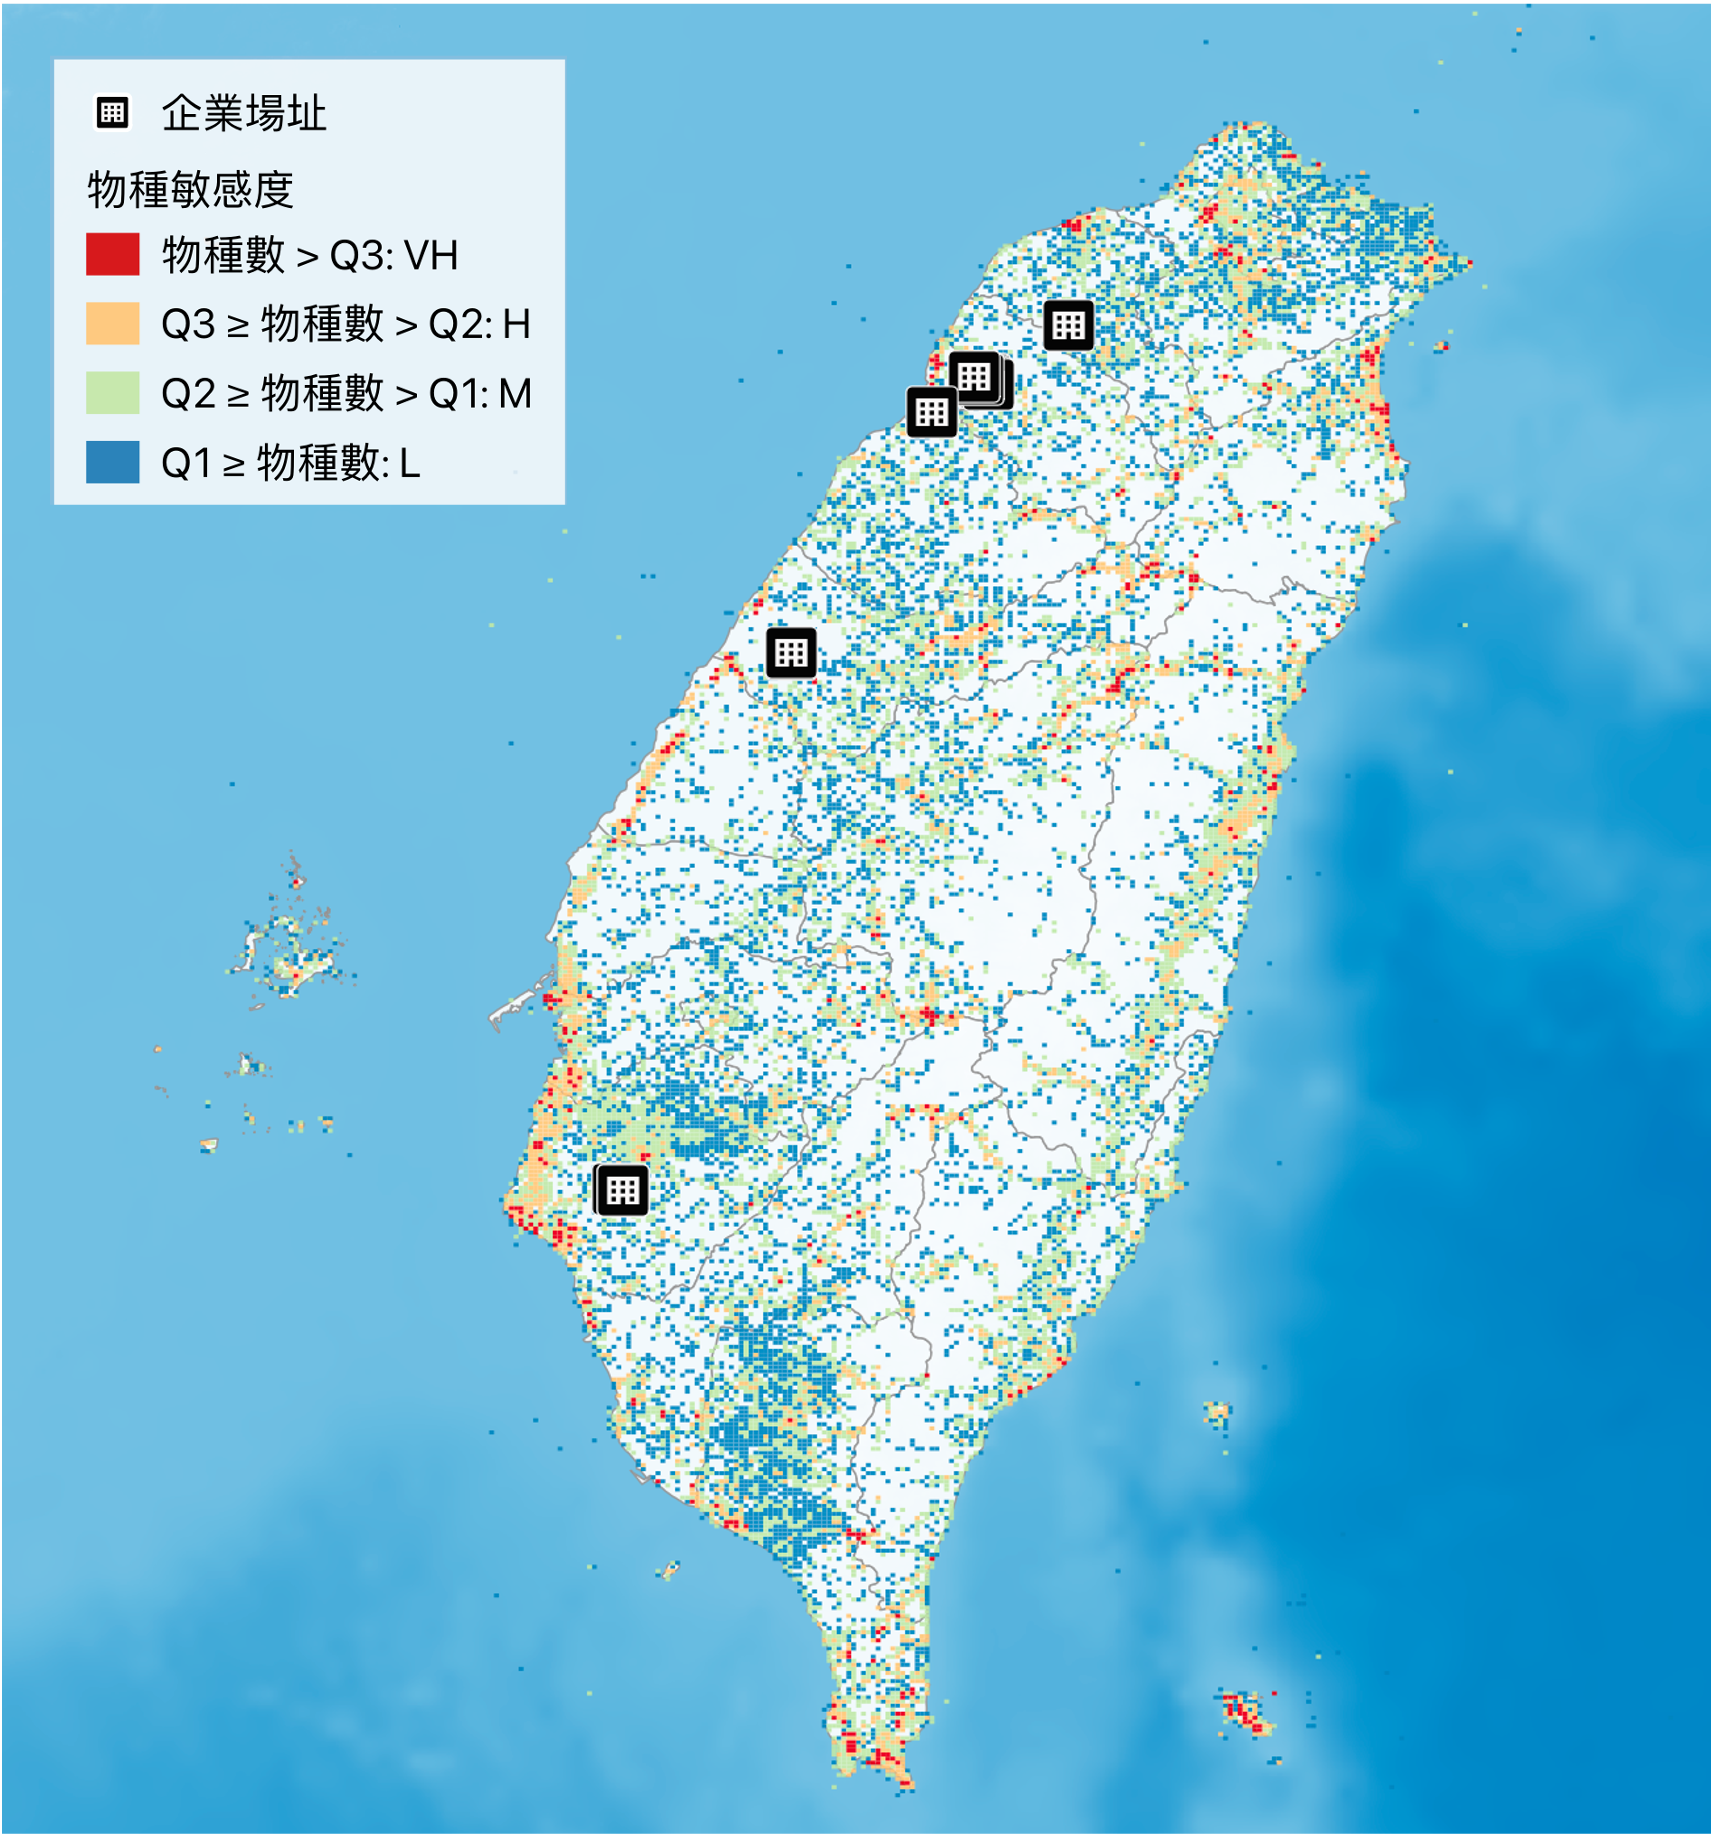 企業場址
物種敏感度
物種數 > Q3: VH
Q3 ≥ 物種數 > Q2: H
Q2 ≥ 物種數 > Q1: M
Q1 ≥ 物種數: L